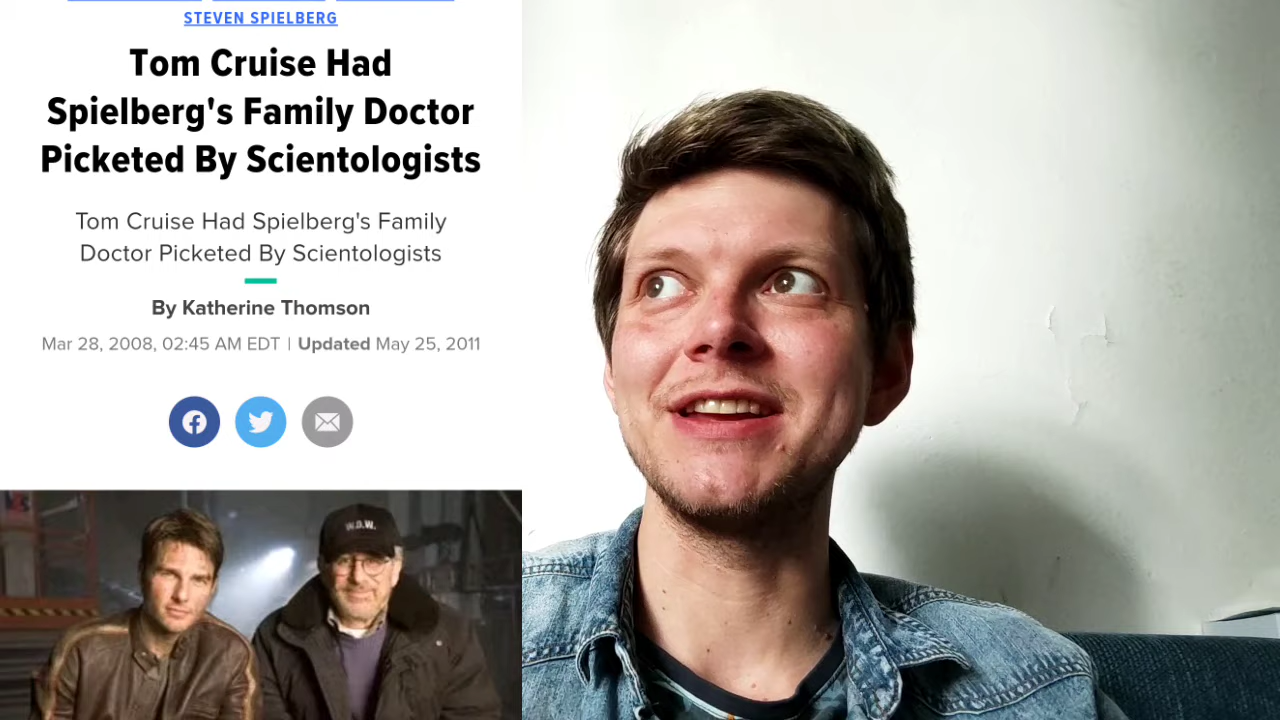 STEVEN SPIELBERG
Tom Cruise Had
Spielberg's Family Doctor
Picketed By Scientologists
Tom Cruise Had Spielberg's Family
Doctor Picketed By Scientologists
By Katherine Thomson
Mar 28, 2008, 02:45 AM EDT | Updated May 25, 2011
W.O.W.